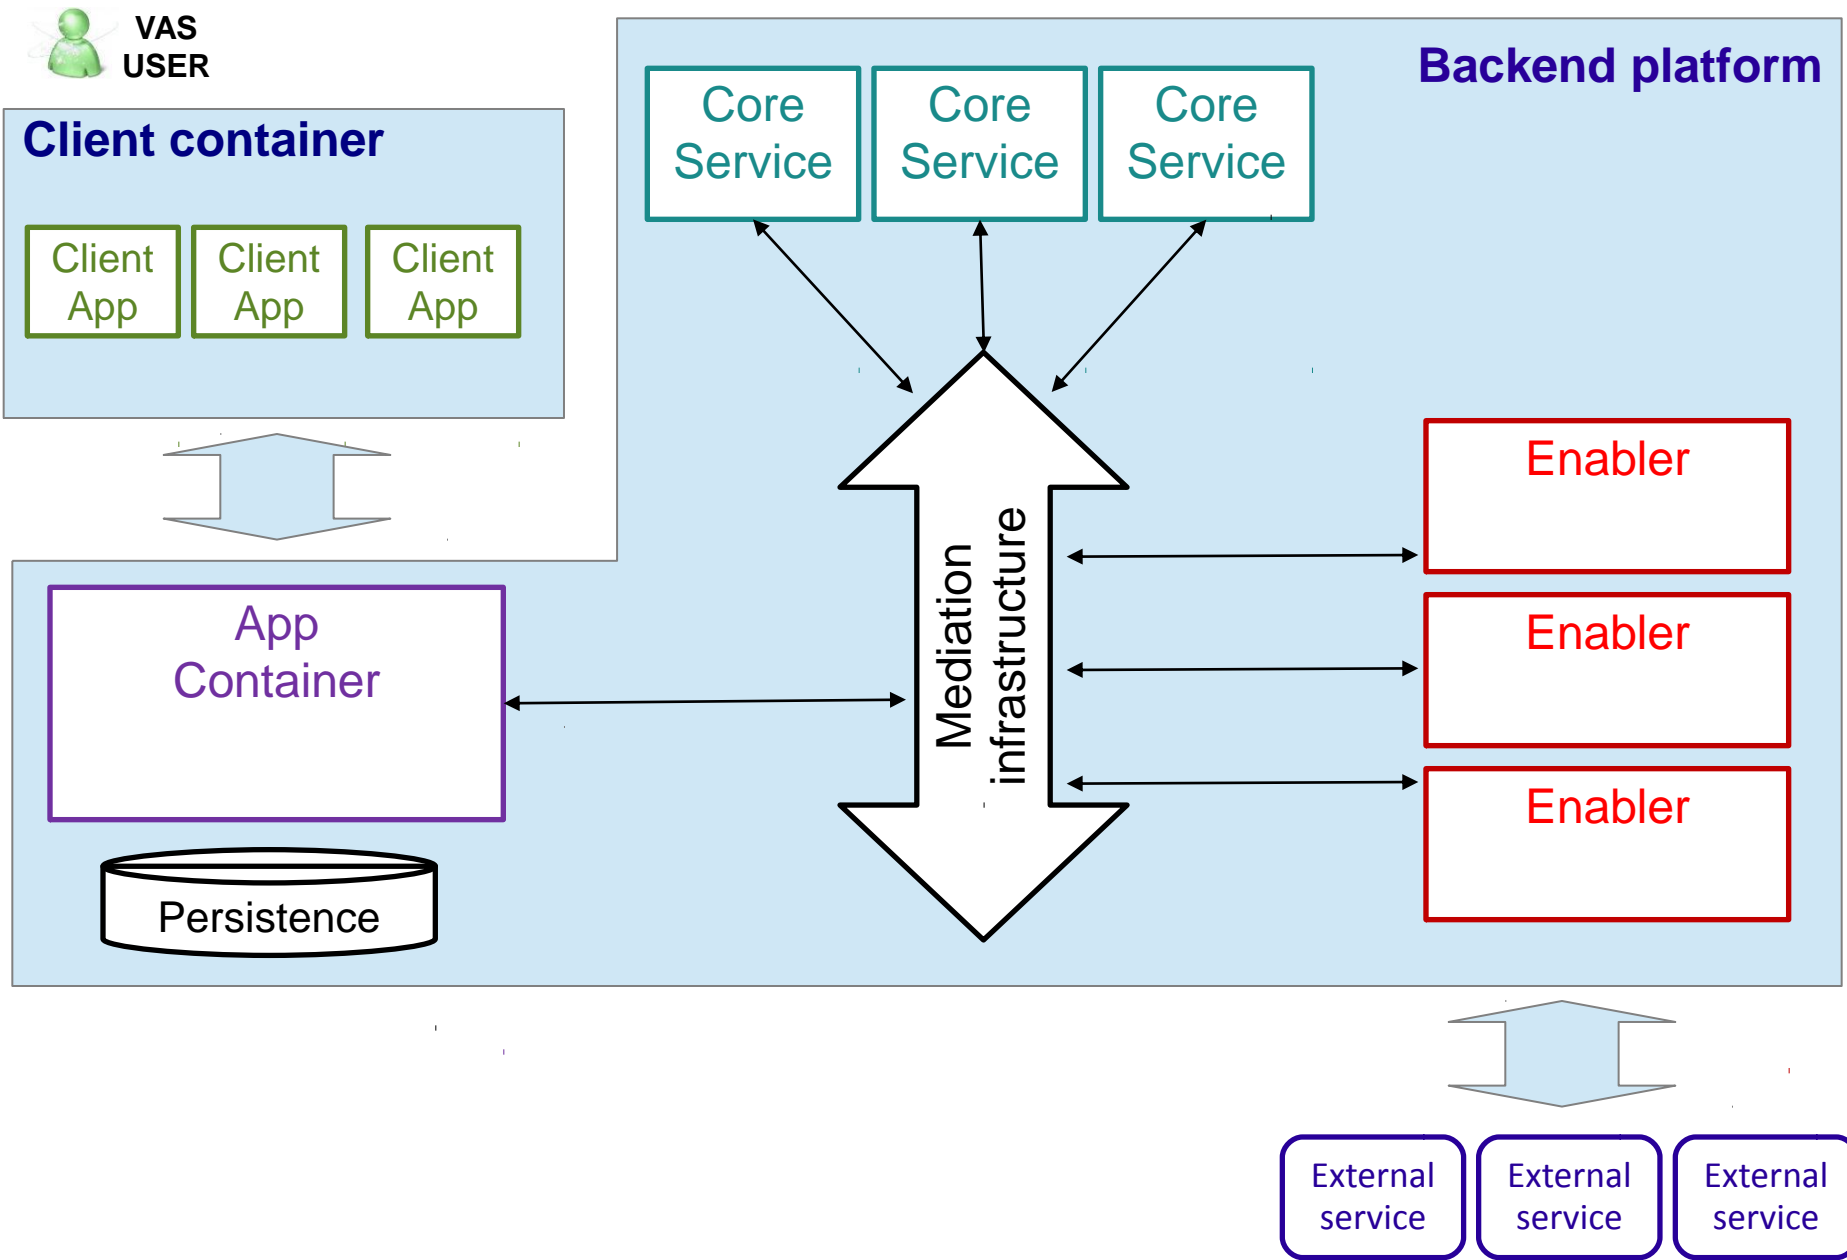 VAS
USER
Backend platform
Client container
Core
Service
Core
Service
Core
Service
Client
App
Client
App
Client
App
Mediation
infrastructure
Enabler
Enabler
Enabler
App
Container
Persistence
External
service
External
service
External
service